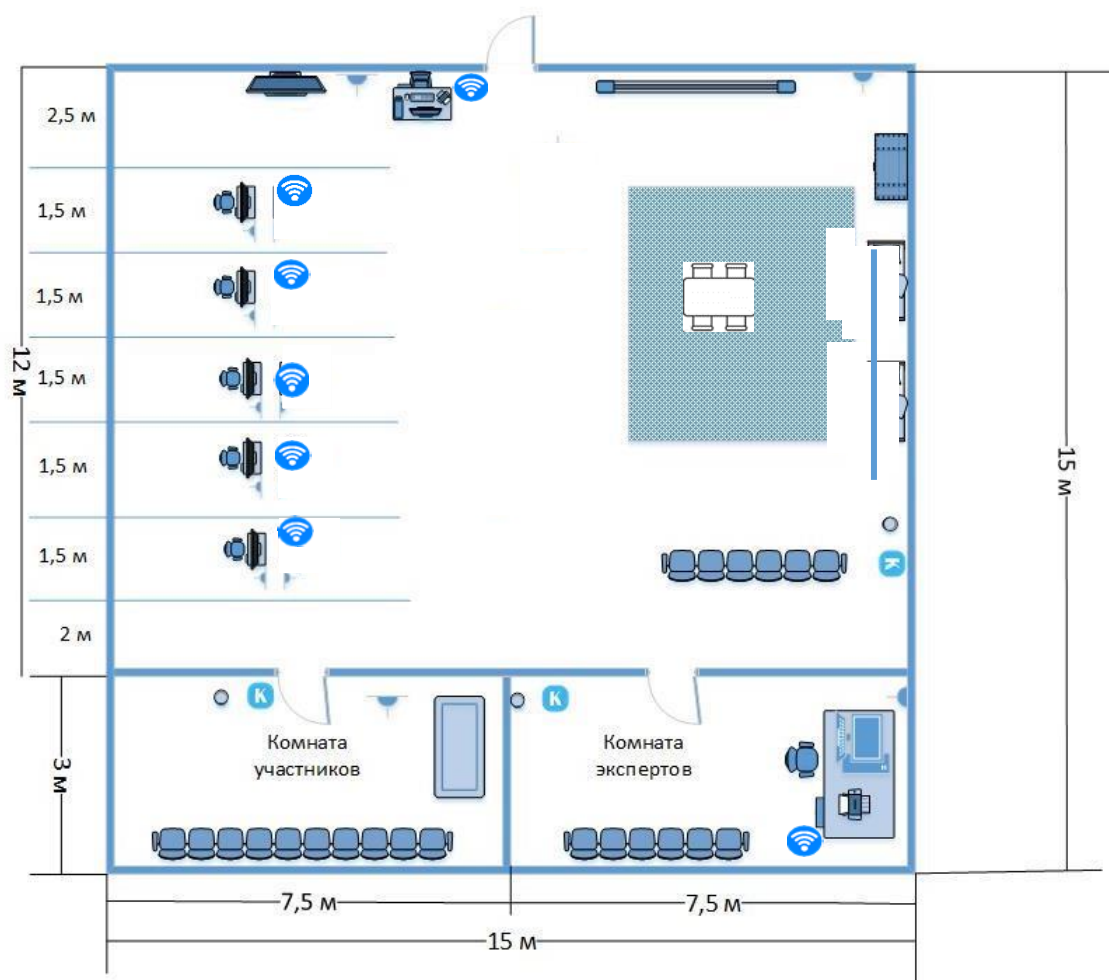 2,5 м
1,5 м
1,5 м
12 м
1,5 м
1,5 м
15 м
1,5 м
K
2 м
K
K
Комната
участников
Комната
экспертов
3 м
7,5 м
7,5 м
15 м